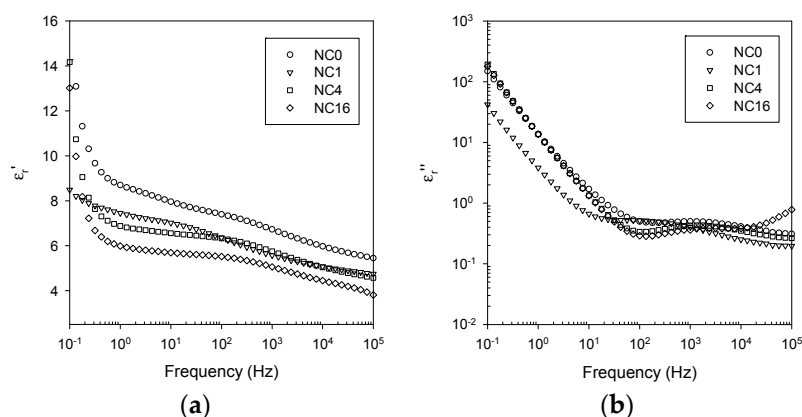 16
14
12
10
8
6
4
εr'
NC0
NC1
NC4
NC16
10-1 100 101 102 103 104 105
Frequency (Hz)
(a)
103
102
101
100
10-1
10-2
εr''
NC0
NC1
NC4
NC16
10-1 100 101 102 103 104 105
Frequency (Hz)
(b)